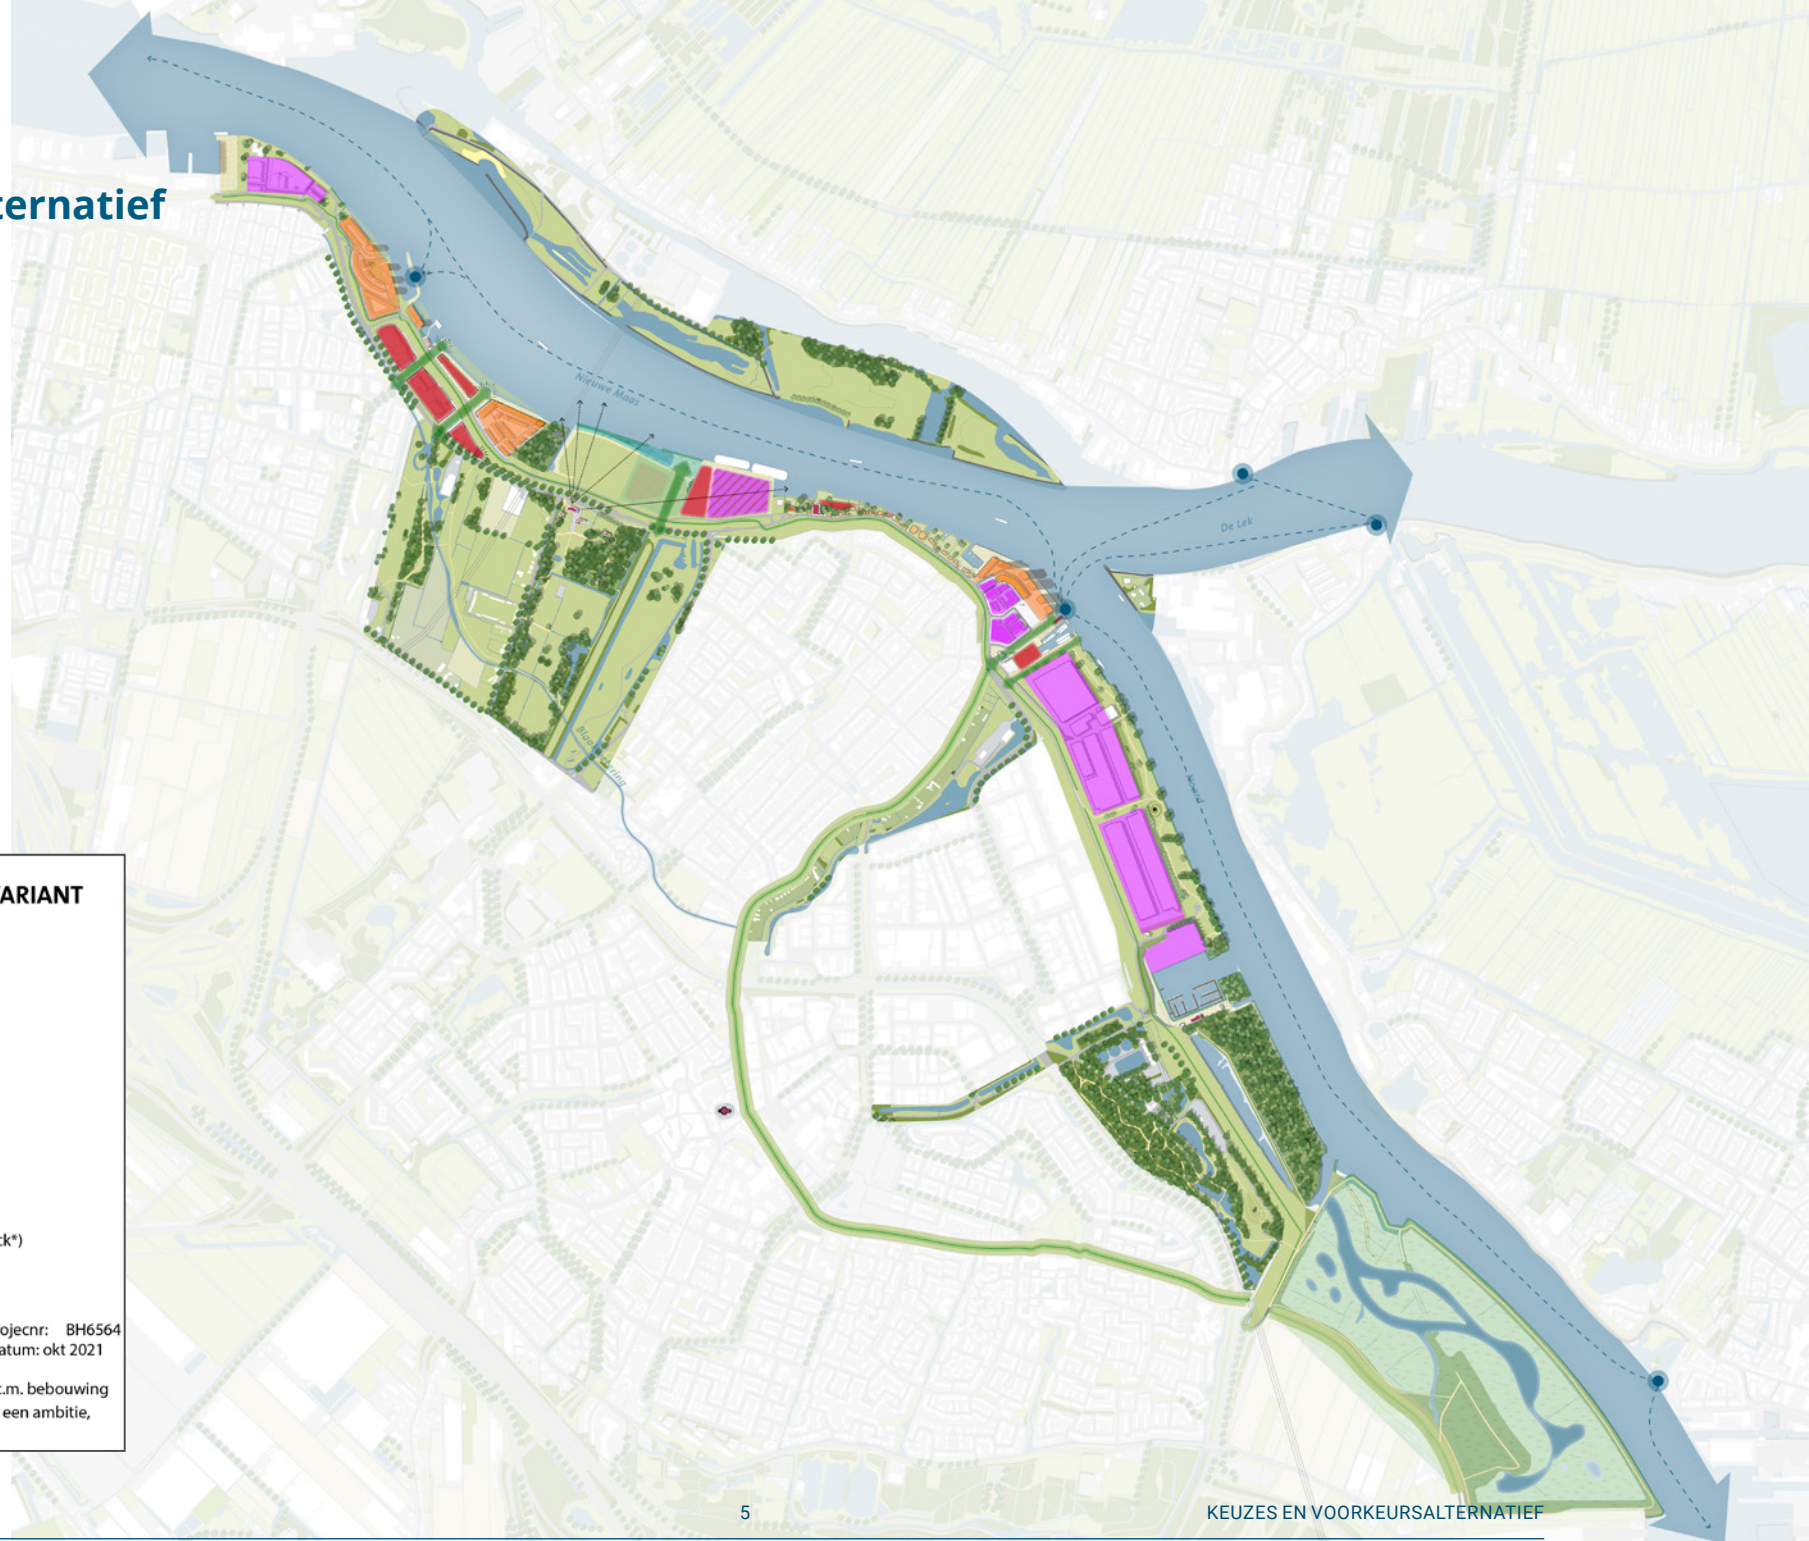 ternatief
Nieuwe Maas
De Lek
Noord
ARIANT
ck*)
ojecnr: BH6564
atum: okt 2021
t.m. bebouwing
een ambitie,
5
KEUZES EN VOORKEURSALTERNATIEF